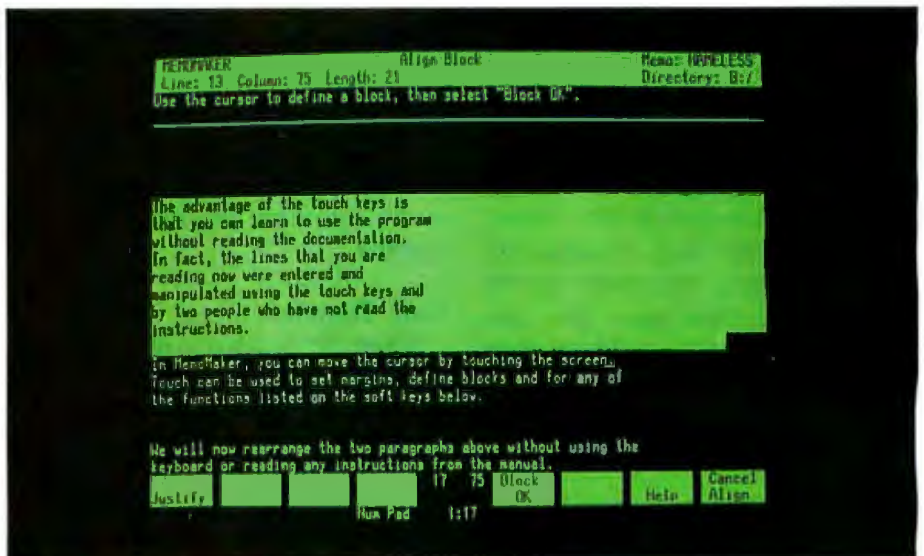 MEMOMAKER Align Block Memo: NAMELESS
Line: 13 Column: 75 Length: 21 Directory: B:/
Use the cursor to define a block, then select "Block OK".
The advantage of the touch keys is
that you can learn to use the program
without reading the documentation.
In fact, the lines that you are
reading now were entered and
manipulated using the touch keys and
by two people who have not read the
instructions.
In MemoMaker, you can move the cursor by touching the screen.
Touch can be used to set margins, define blocks and for any of
the functions listed on the soft keys below.
We will now rearrange the two paragraphs above without using the
keyboard or reading any instructions from the manual.
Justify 17 75 Block OK Help Cancel Align
Num Pad 1:17